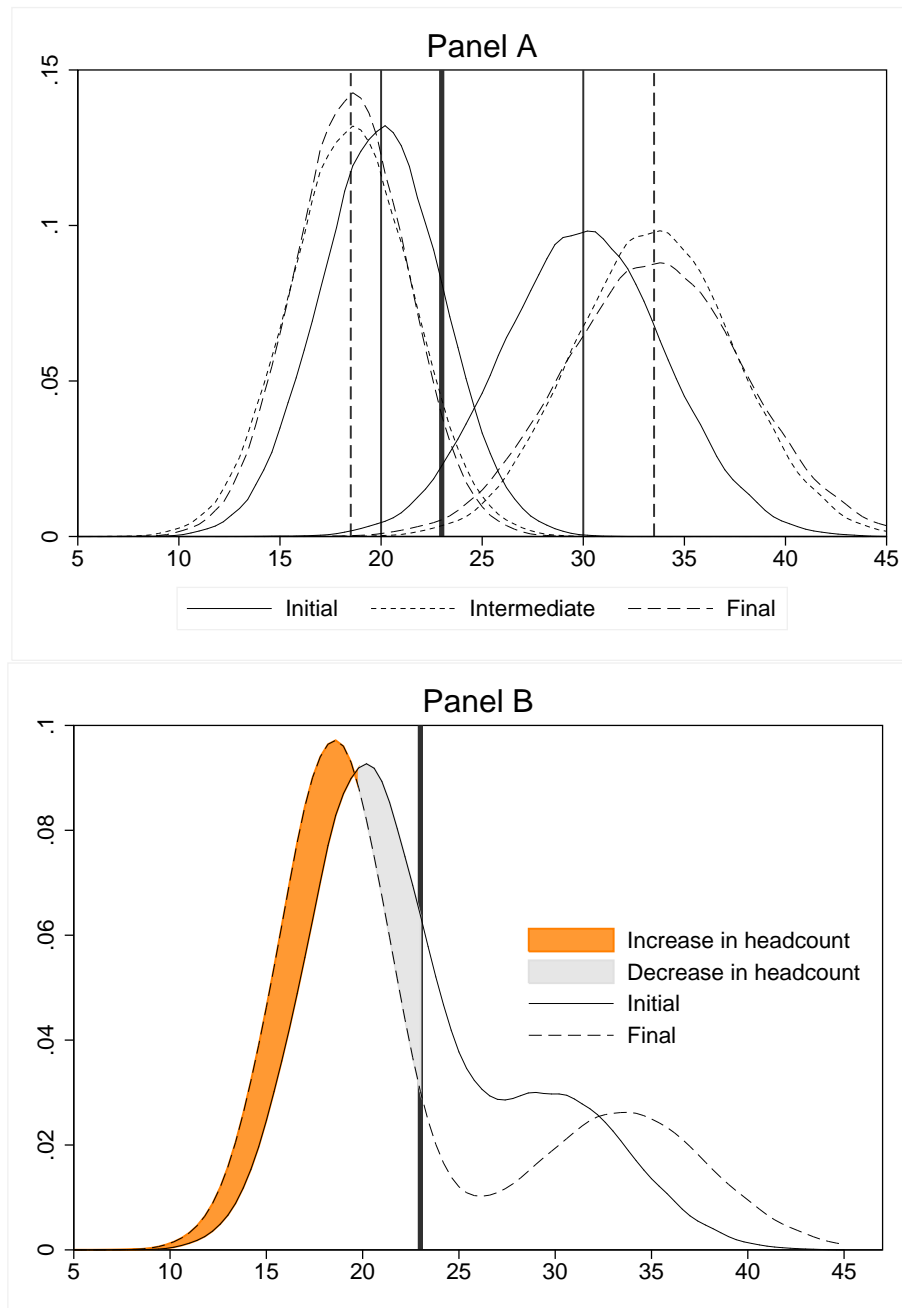 Panel A
.15
.1
.05
0
5 10 15 20 25 30 35 40 45
Initial Intermediate Final
Panel B
.1
.08
.06
.04
.02
0
Increase in headcount
Decrease in headcount
Initial
Final
5 10 15 20 25 30 35 40 45